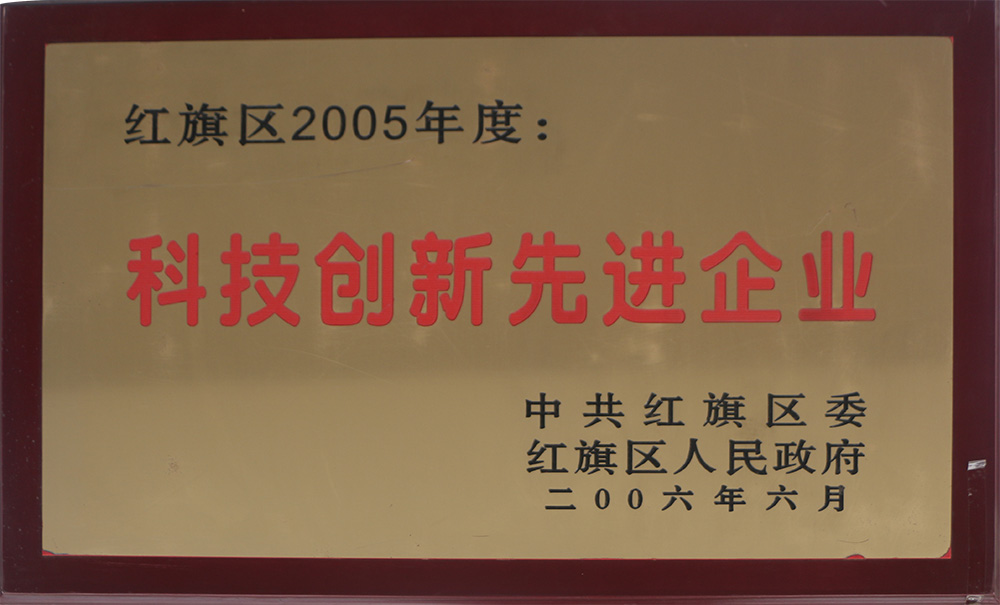 红旗区2005年度：
科技创新先进企业
中共红旗区委
红旗区人民政府
二00六年六月